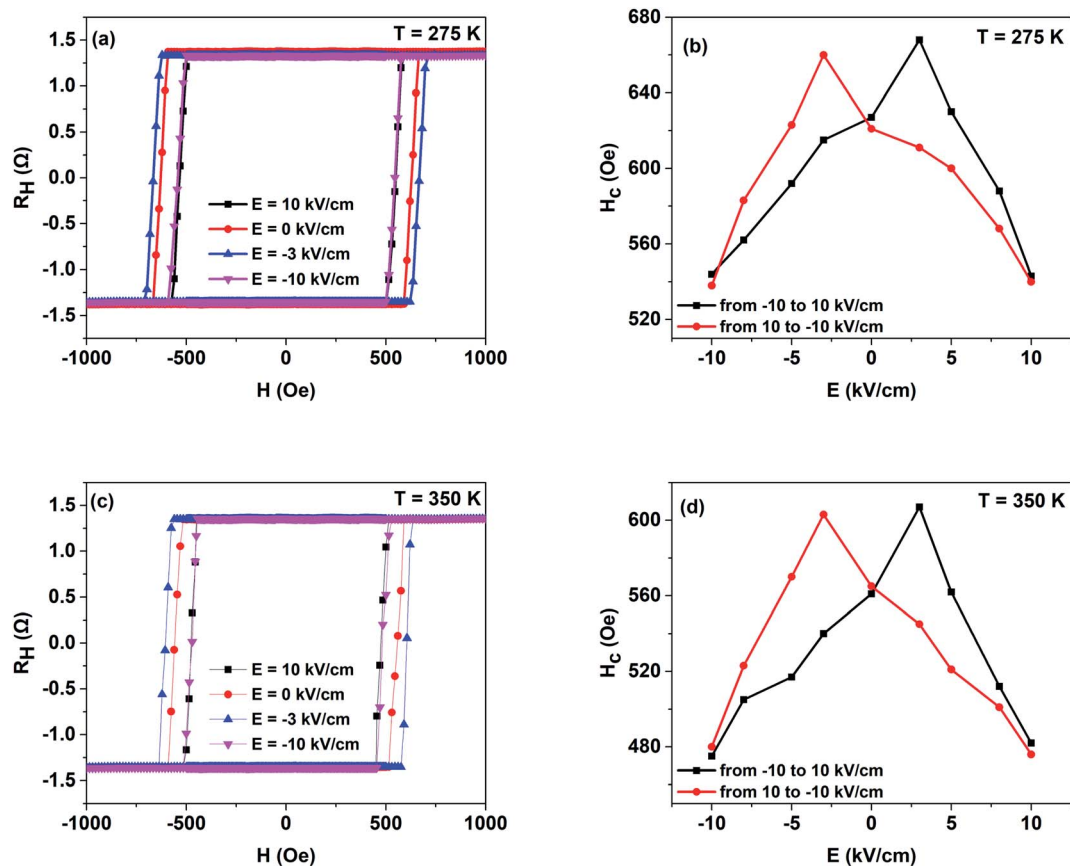 (a)
T = 275 K
1.5
1.0
0.5
0.0
-0.5
-1.0
-1.5
R_H (Ω)
E = 10 kV/cm
E = 0 kV/cm
E = -3 kV/cm
E = -10 kV/cm
-1000 -500 0 500 1000
H (Oe)
(b)
T = 275 K
680
640
600
560
520
H_C (Oe)
from -10 to 10 kV/cm
from 10 to -10 kV/cm
-10 -5 0 5 10
E (kV/cm)
(c)
T = 350 K
1.5
1.0
0.5
0.0
-0.5
-1.0
-1.5
R_H (Ω)
E = 10 kV/cm
E = 0 kV/cm
E = -3 kV/cm
E = -10 kV/cm
-1000 -500 0 500 1000
H (Oe)
(d)
T = 350 K
600
560
520
480
H_C (Oe)
from -10 to 10 kV/cm
from 10 to -10 kV/cm
-10 -5 0 5 10
E (kV/cm)